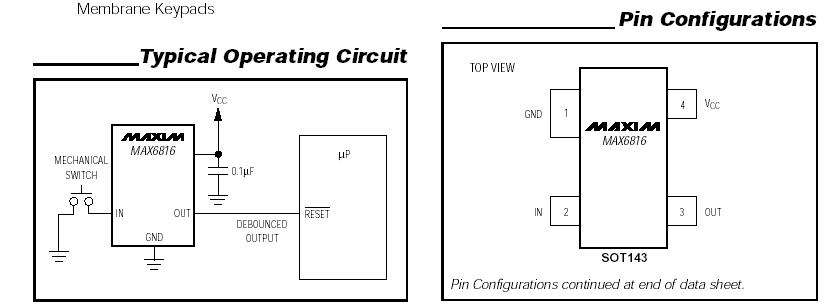 Membrane Keypads
Typical Operating Circuit
VCC
MAXIM
MAX6816
MECHANICAL
SWITCH
0.1µF
µP
IN
OUT
RESET
DEBOUNCED
OUTPUT
GND
Pin Configurations
TOP VIEW
GND
1
4
VCC
MAXIM
MAX6816
IN
2
3
OUT
SOT143
Pin Configurations continued at end of data sheet.